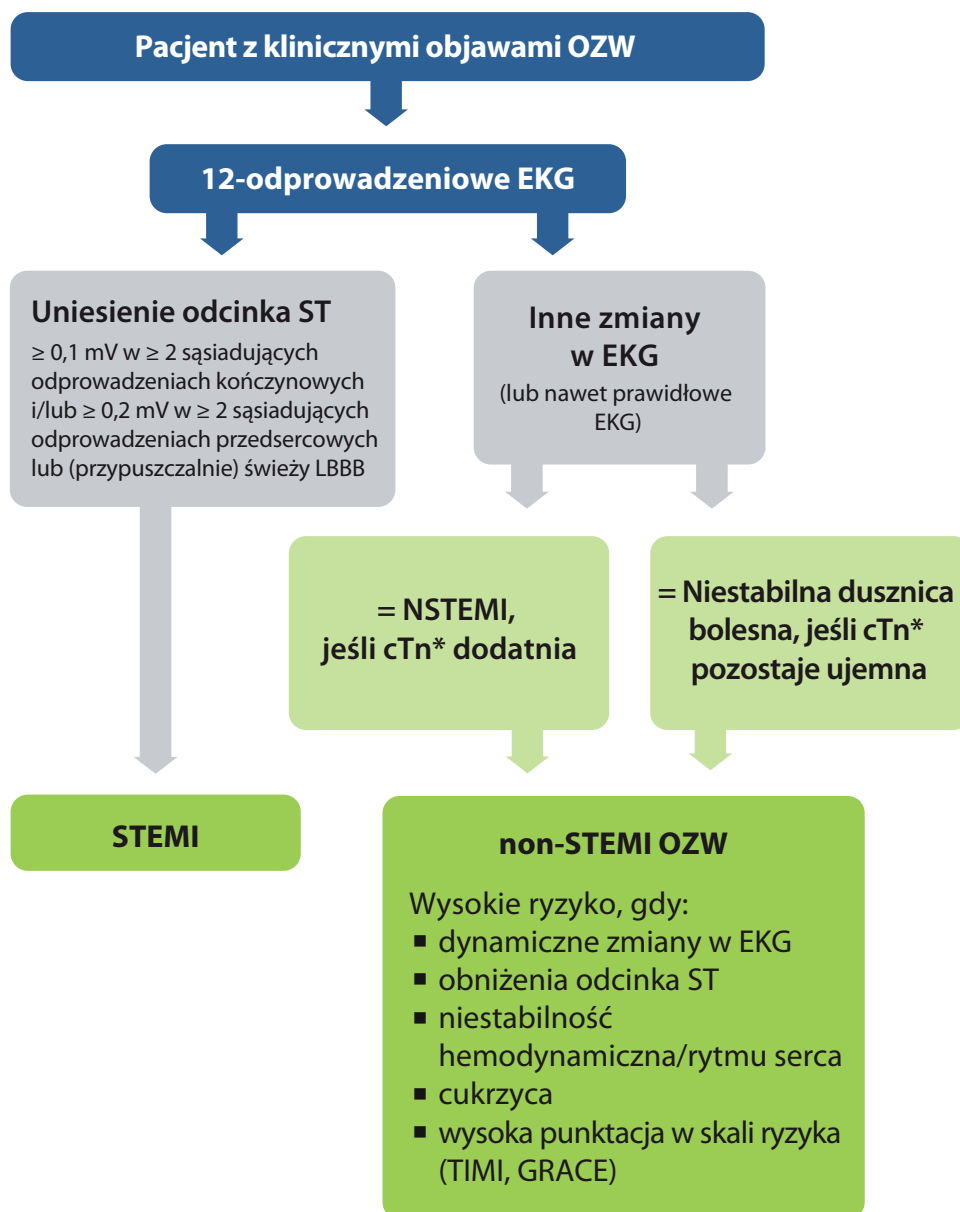 Pacjent z klinicznymi objawami OZW
12-odprowadzeniowe EKG
Uniesienie odcinka ST
≥ 0,1 mV w ≥ 2 sąsiadujących
odprowadzeniach kończynowych
i/lub ≥ 0,2 mV w ≥ 2 sąsiadujących
odprowadzeniach przedsercowych
lub (przypuszczalnie) świeży LBBB
Inne zmiany
w EKG
(lub nawet prawidłowe
EKG)
= NSTEMI,
jeśli cTn* dodatnia
= Niestabilna dusznica
bolesna, jeśli cTn*
pozostaje ujemna
STEMI
non-STEMI OZW
Wysokie ryzyko, gdy:
▪ dynamiczne zmiany w EKG
▪ obniżenia odcinka ST
▪ niestabilność
hemodynamiczna/rytmu serca
▪ cukrzyca
▪ wysoka punktacja w skali ryzyka
(TIMI, GRACE)